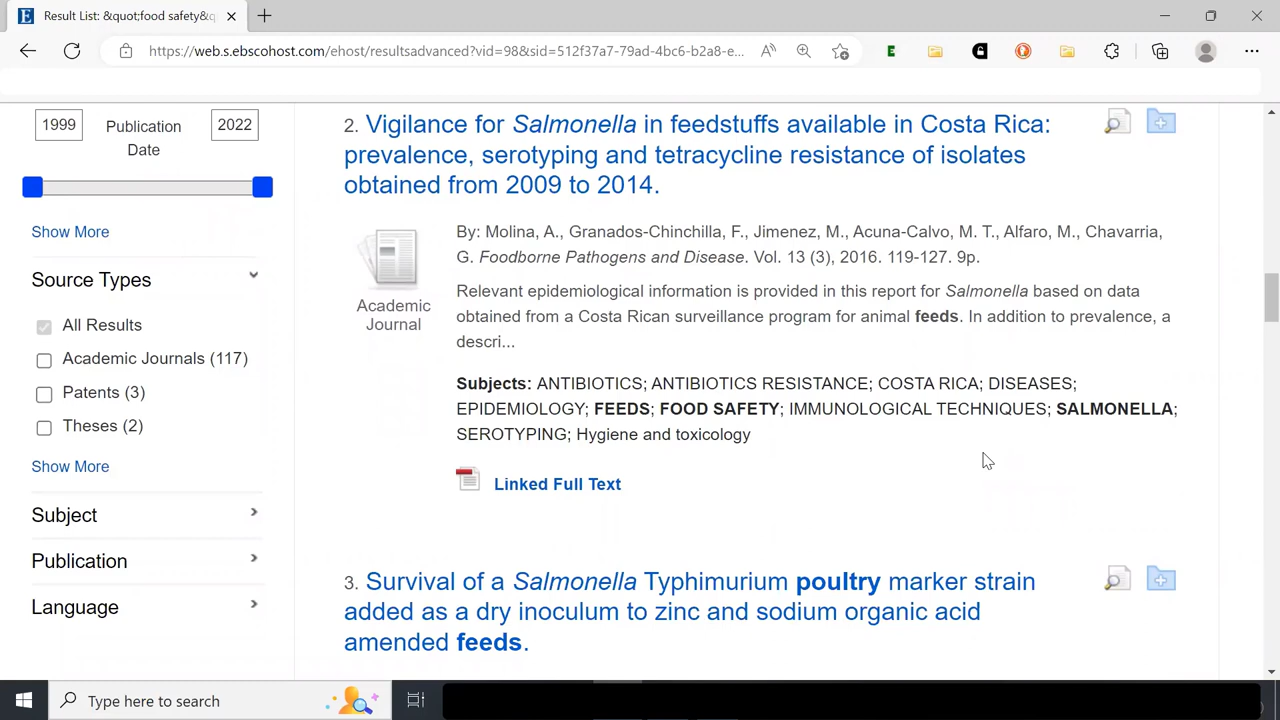 Result List: &quot;food safety&q
https://web.s.ebscohost.com/ehost/resultsadvanced?vid=98&sid=512f37a7-79ad-4bc6-b2a8-e...
1999
Publication Date
2022
Show More
Source Types
All Results
Academic Journals (117)
Patents (3)
Theses (2)
Show More
Subject
Publication
Language
2. Vigilance for Salmonella in feedstuffs available in Costa Rica:
prevalence, serotyping and tetracycline resistance of isolates
obtained from 2009 to 2014.
Academic
Journal
By: Molina, A., Granados-Chinchilla, F., Jimenez, M., Acuna-Calvo, M. T., Alfaro, M., Chavarria,
G. Foodborne Pathogens and Disease. Vol. 13 (3), 2016. 119-127. 9p.
Relevant epidemiological information is provided in this report for Salmonella based on data
obtained from a Costa Rican surveillance program for animal feeds. In addition to prevalence, a
descri...
Subjects: ANTIBIOTICS; ANTIBIOTICS RESISTANCE; COSTA RICA; DISEASES;
EPIDEMIOLOGY; FEEDS; FOOD SAFETY; IMMUNOLOGICAL TECHNIQUES; SALMONELLA;
SEROTYPING; Hygiene and toxicology
Linked Full Text
3. Survival of a Salmonella Typhimurium poultry marker strain
added as a dry inoculum to zinc and sodium organic acid
amended feeds.
Type here to search